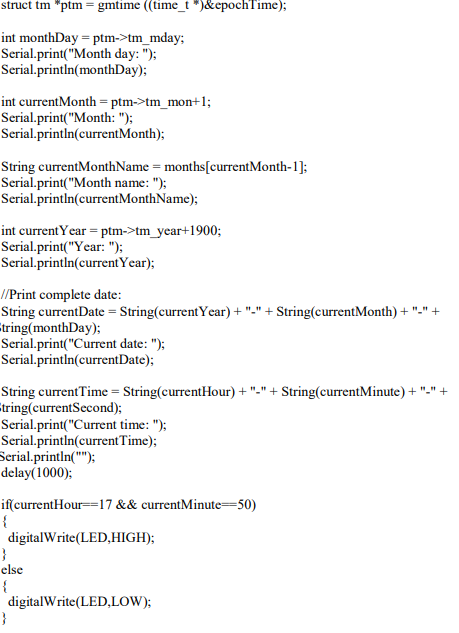 struct tm *ptm = gmtime ((time_t *)&epochTime);
int monthDay = ptm->tm_mday;
Serial.print("Month day: ");
Serial.println(monthDay);
int currentMonth = ptm->tm_mon+1;
Serial.print("Month: ");
Serial.println(currentMonth);
String currentMonthName = months[currentMonth-1];
Serial.print("Month name: ");
Serial.println(currentMonthName);
int currentYear = ptm->tm_year+1900;
Serial.print("Year: ");
Serial.println(currentYear);
//Print complete date:
String currentDate = String(currentYear) + "-" + String(currentMonth) + "-" +
String(monthDay);
Serial.print("Current date: ");
Serial.println(currentDate);
String currentTime = String(currentHour) + "-" + String(currentMinute) + "-" +
String(currentSecond);
Serial.print("Current time: ");
Serial.println(currentTime);
Serial.println("");
delay(1000);
if(currentHour==17 && currentMinute==50)
{
digitalWrite(LED,HIGH);
}
else
{
digitalWrite(LED,LOW);
}